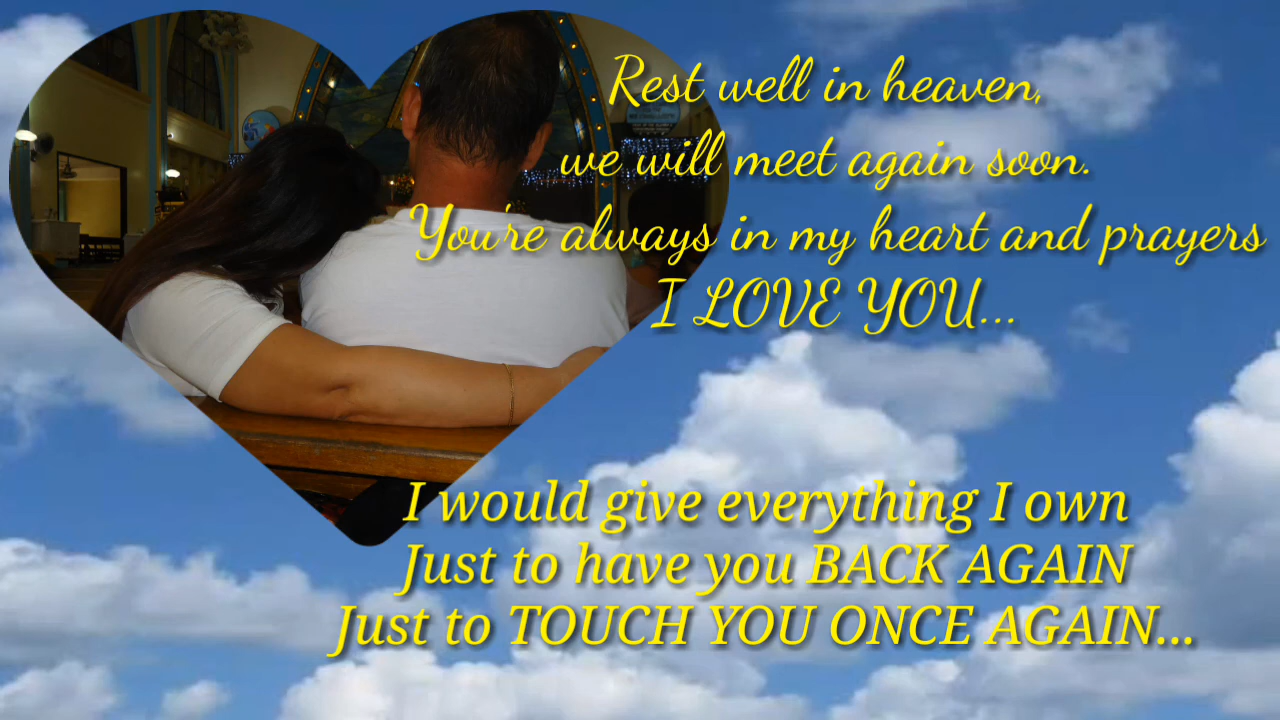 Rest well in heaven,
we will meet again soon.
You're always in my heart and prayers
I LOVE YOU...
I would give everything I own
Just to have you BACK AGAIN
Just to TOUCH YOU ONCE AGAIN...